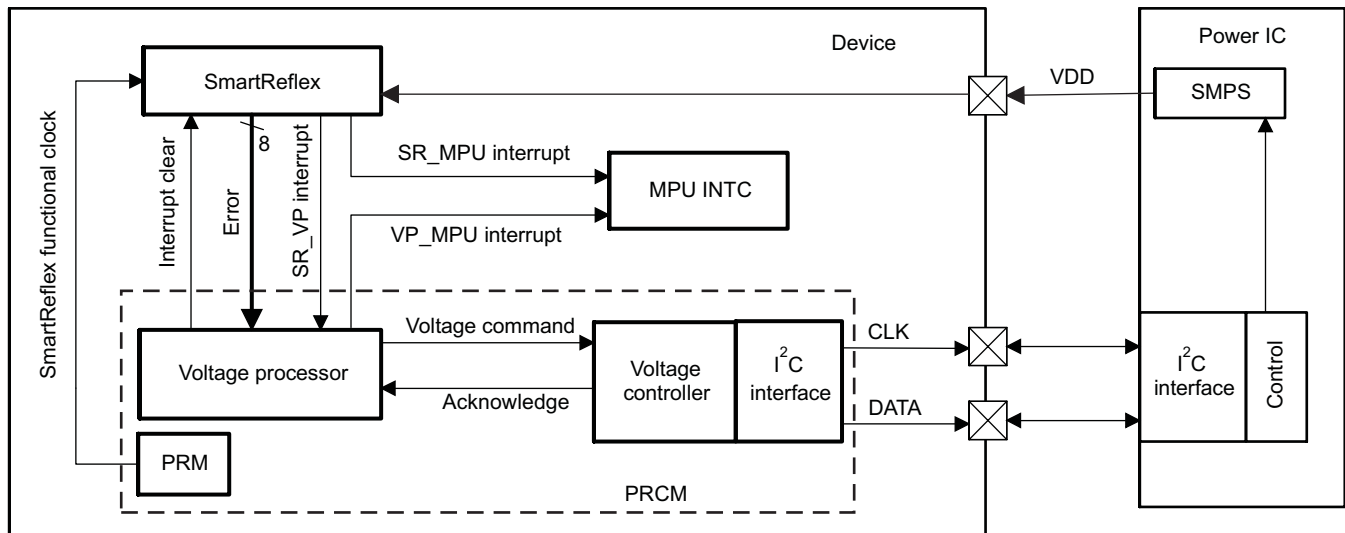 Device
Power IC
SmartReflex
VDD
SMPS
8
SR_MPU interrupt
MPU INTC
VP_MPU interrupt
SmartReflex functional clock
Interrupt clear
Error
SR_VP interrupt
Voltage command
CLK
Voltage processor
Voltage
controller
I²C
interface
I²C
interface
Control
Acknowledge
DATA
PRM
PRCM